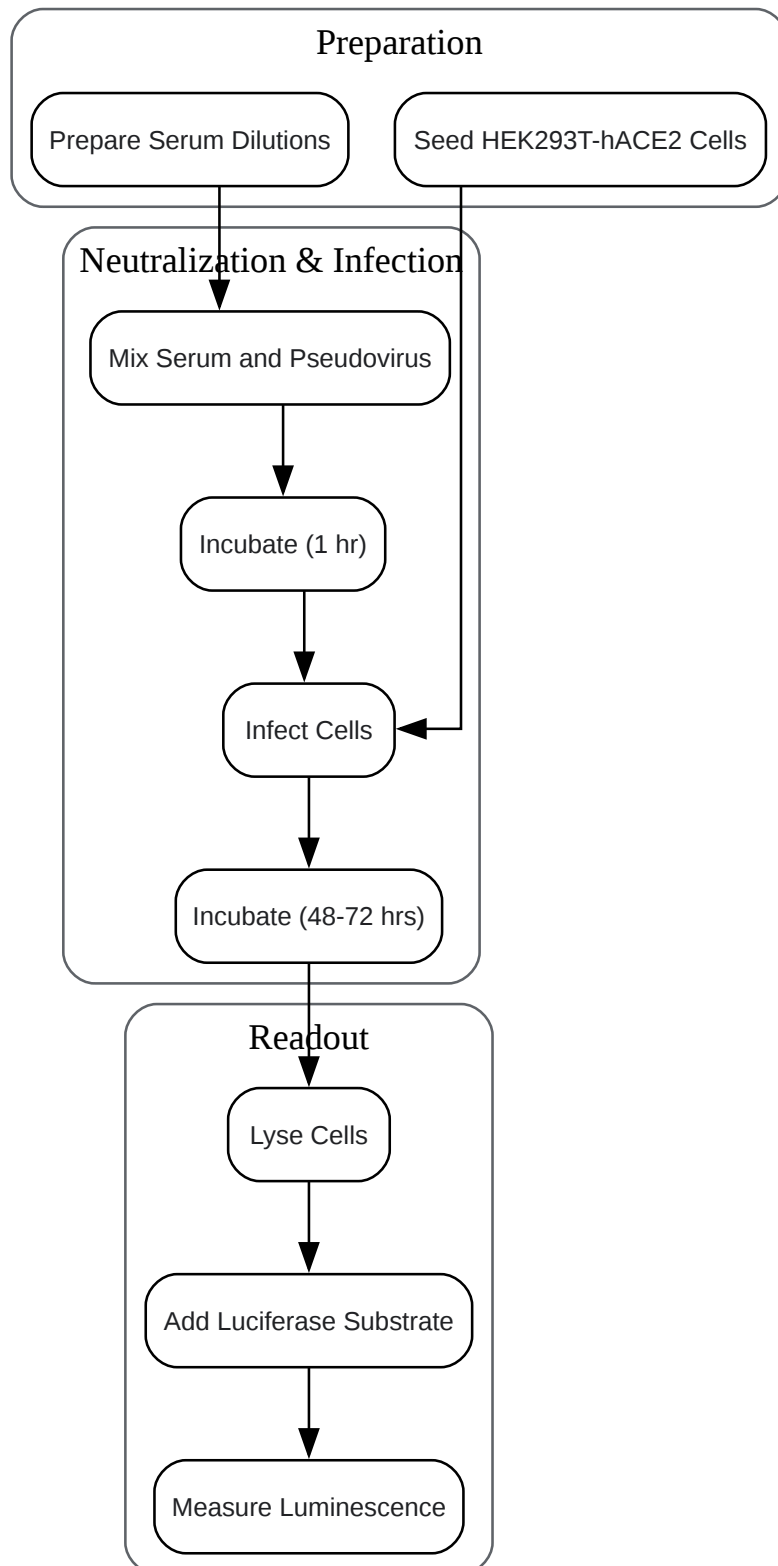 Preparation
Prepare Serum Dilutions
Seed HEK293T-hACE2 Cells
Neutralization & Infection
Mix Serum and Pseudovirus
Incubate (1 hr)
Infect Cells
Incubate (48-72 hrs)
Readout
Lyse Cells
Add Luciferase Substrate
Measure Luminescence